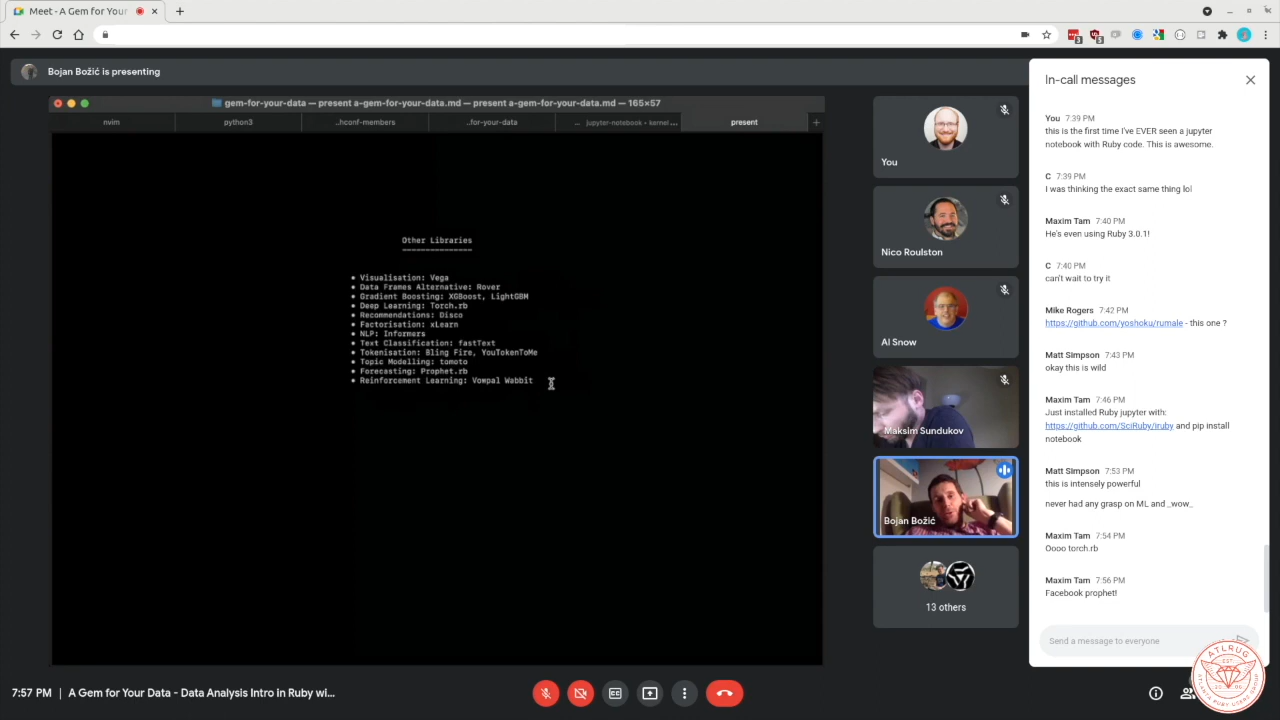 Meet - A Gem for Your
Bojan Božić is presenting
gem-for-your-data — present a-gem-for-your-data.md — present a-gem-for-your-data.md — 165×57
nvim
python3
..hconf-members
..for-your-data
... jupyter-notebook • kernel...
present
Other Libraries
===============
• Visualisation: Vega
• Data Frames Alternative: Rover
• Gradient Boosting: XGBoost, LightGBM
• Deep Learning: Torch.rb
• Recommendations: Disco
• Factorisation: xLearn
• NLP: Informers
• Text Classification: fastText
• Tokenisation: Bling Fire, YouTokenToMe
• Topic Modelling: tomoto
• Forecasting: Prophet.rb
• Reinforcement Learning: Vowpal Wabbit
You
Nico Roulston
Al Snow
Maksim Sundukov
Bojan Božić
13 others
In-call messages
You 7:39 PM
this is the first time I've EVER seen a jupyter
notebook with Ruby code. This is awesome.
C 7:39 PM
I was thinking the exact same thing lol
Maxim Tam 7:40 PM
He's even using Ruby 3.0.1!
C 7:40 PM
can't wait to try it
Mike Rogers 7:42 PM
https://github.com/yoshoku/rumale - this one ?
Matt Simpson 7:43 PM
okay this is wild
Maxim Tam 7:46 PM
Just installed Ruby jupyter with:
https://github.com/SciRuby/iruby and pip install
notebook
Matt Simpson 7:53 PM
this is intensely powerful
never had any grasp on ML and _wow_
Maxim Tam 7:54 PM
Oooo torch.rb
Maxim Tam 7:56 PM
Facebook prophet!
Send a message to everyone
7:57 PM | A Gem for Your Data - Data Analysis Intro in Ruby wi...
ATLRUG
EST.
ATLANTA RUBY USERS GROUP